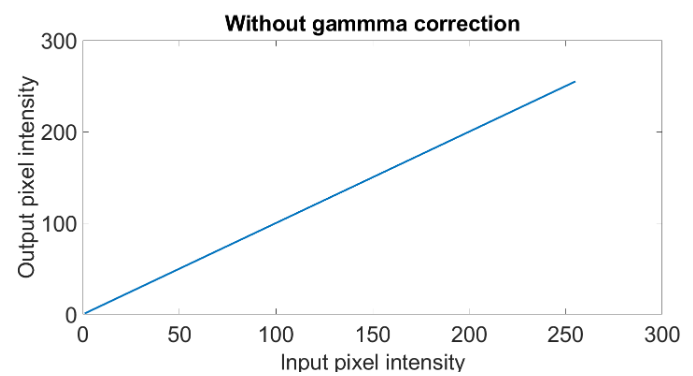 Without gammma correction
300
200
100
0
Output pixel intensity
0 50 100 150 200 250 300
Input pixel intensity